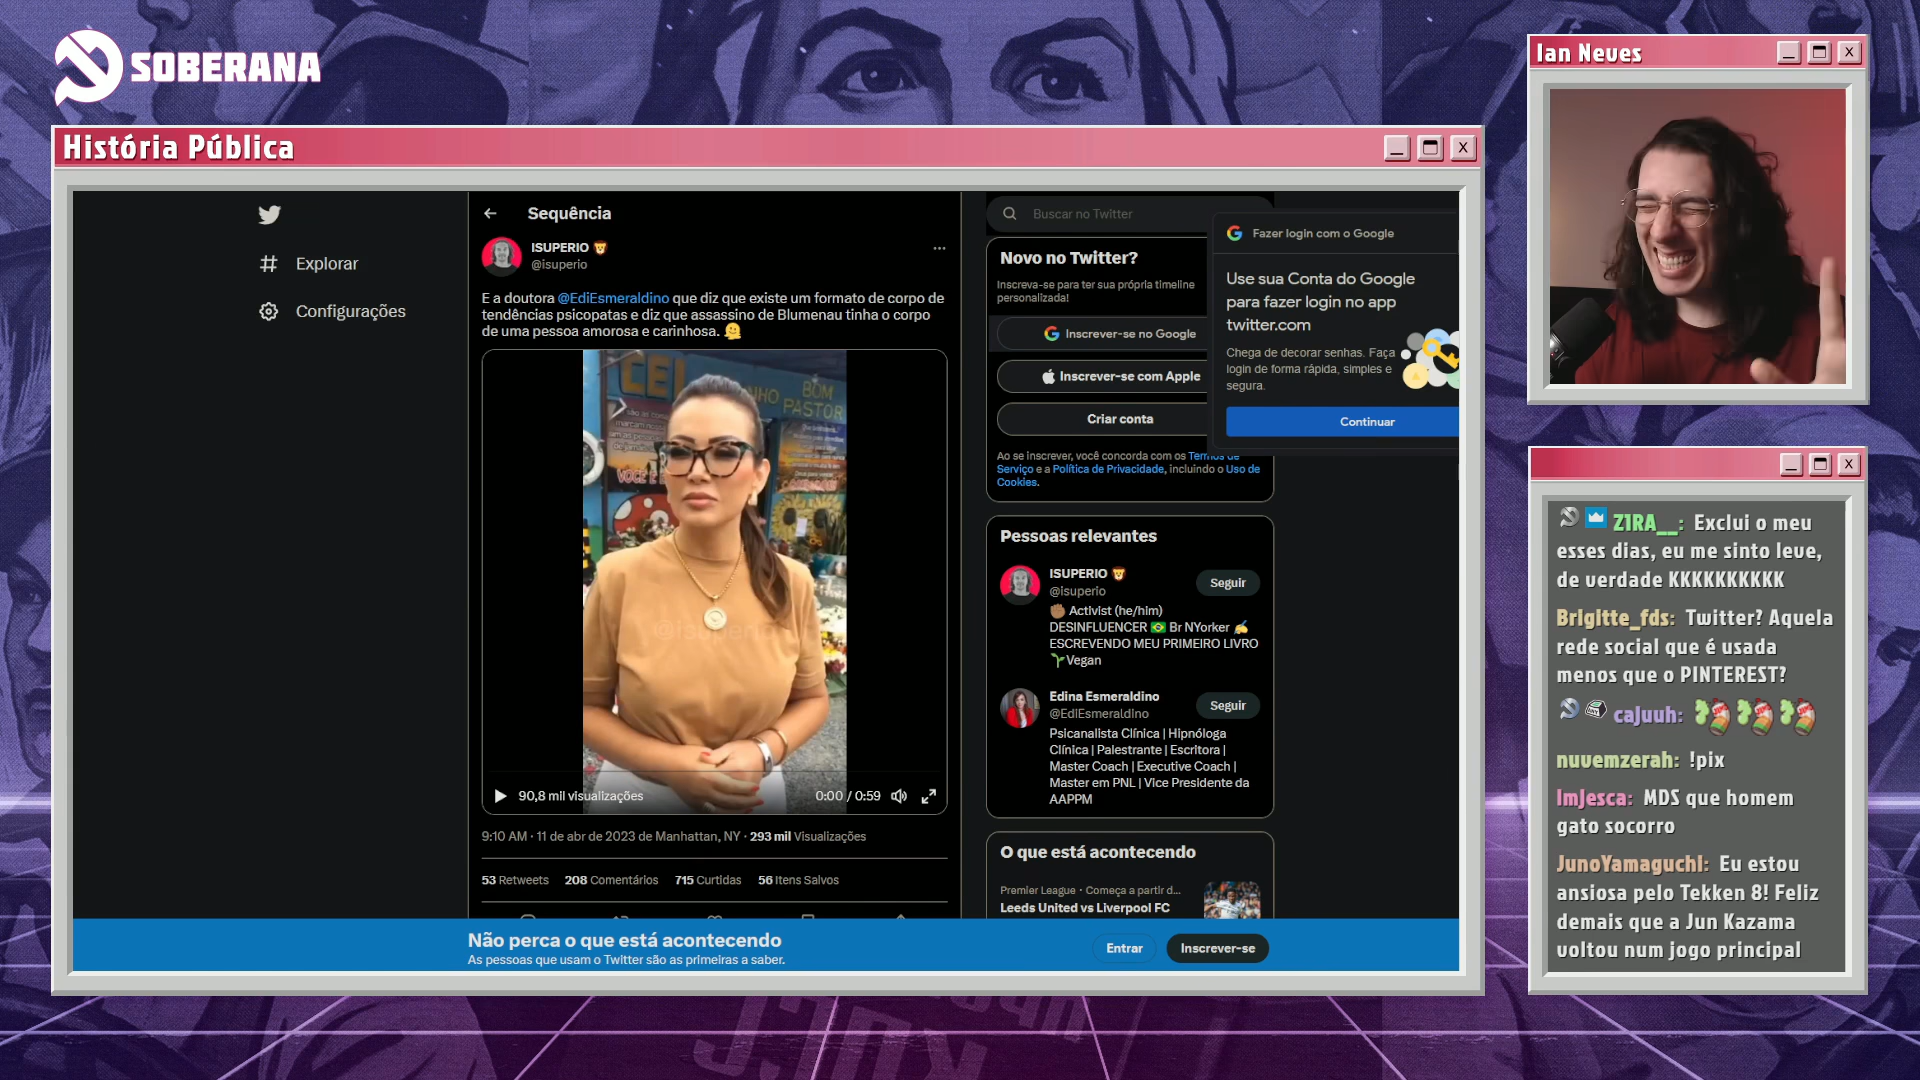 SOBERANA
História Pública
Explorar
Configurações
Sequência
ISUPERIO
@isuperio
E a doutora @EdiEsmeraldino que diz que existe um formato de corpo de
tendências psicopatas e diz que assassino de Blumenau tinha o corpo
de uma pessoa amorosa e carinhosa.
CEI
NHO BOM
PASTOR
VOCÊ É
90,8 mil visualizações
0:00 / 0:59
9:10 AM · 11 de abr de 2023 de Manhattan, NY · 293 mil Visualizações
53 Retweets 208 Comentários 715 Curtidas 56 Itens Salvos
Buscar no Twitter
Novo no Twitter?
Inscreva-se para ter sua própria timeline
personalizada!
Inscrever-se no Google
Inscrever-se com Apple
Criar conta
Ao se inscrever, você concorda com os Termos de
Serviço e a Política de Privacidade, incluindo o Uso de
Cookies.
Fazer login com o Google
Use sua Conta do Google
para fazer login no app
twitter.com
Chega de decorar senhas. Faça
login de forma rápida, simples e
segura.
Continuar
Pessoas relevantes
ISUPERIO
@isuperio
Seguir
Activist (he/him)
DESINFLUENCER Br NYorker
ESCREVENDO MEU PRIMEIRO LIVRO
Vegan
Edina Esmeraldino
@EdiEsmeraldino
Seguir
Psicanalista Clínica | Hipnóloga
Clínica | Palestrante | Escritora |
Master Coach | Executive Coach |
Master em PNL | Vice Presidente da
AAPPM
O que está acontecendo
Premier League · Começa a partir d...
Leeds United vs Liverpool FC
Não perca o que está acontecendo
As pessoas que usam o Twitter são as primeiras a saber.
Entrar
Inscrever-se
Ian Neves
Z1RA__: Exclui o meu
esses dias, eu me sinto leve,
de verdade KKKKKKKKKK
Brigitte_fds: Twitter? Aquela
rede social que é usada
menos que o PINTEREST?
cajuuh:
nuvemzerah: !pix
Imjesca: MDS que homem
gato socorro
JunoYamaguchi: Eu estou
ansiosa pelo Tekken 8! Feliz
demais que a Jun Kazama
voltou num jogo principal